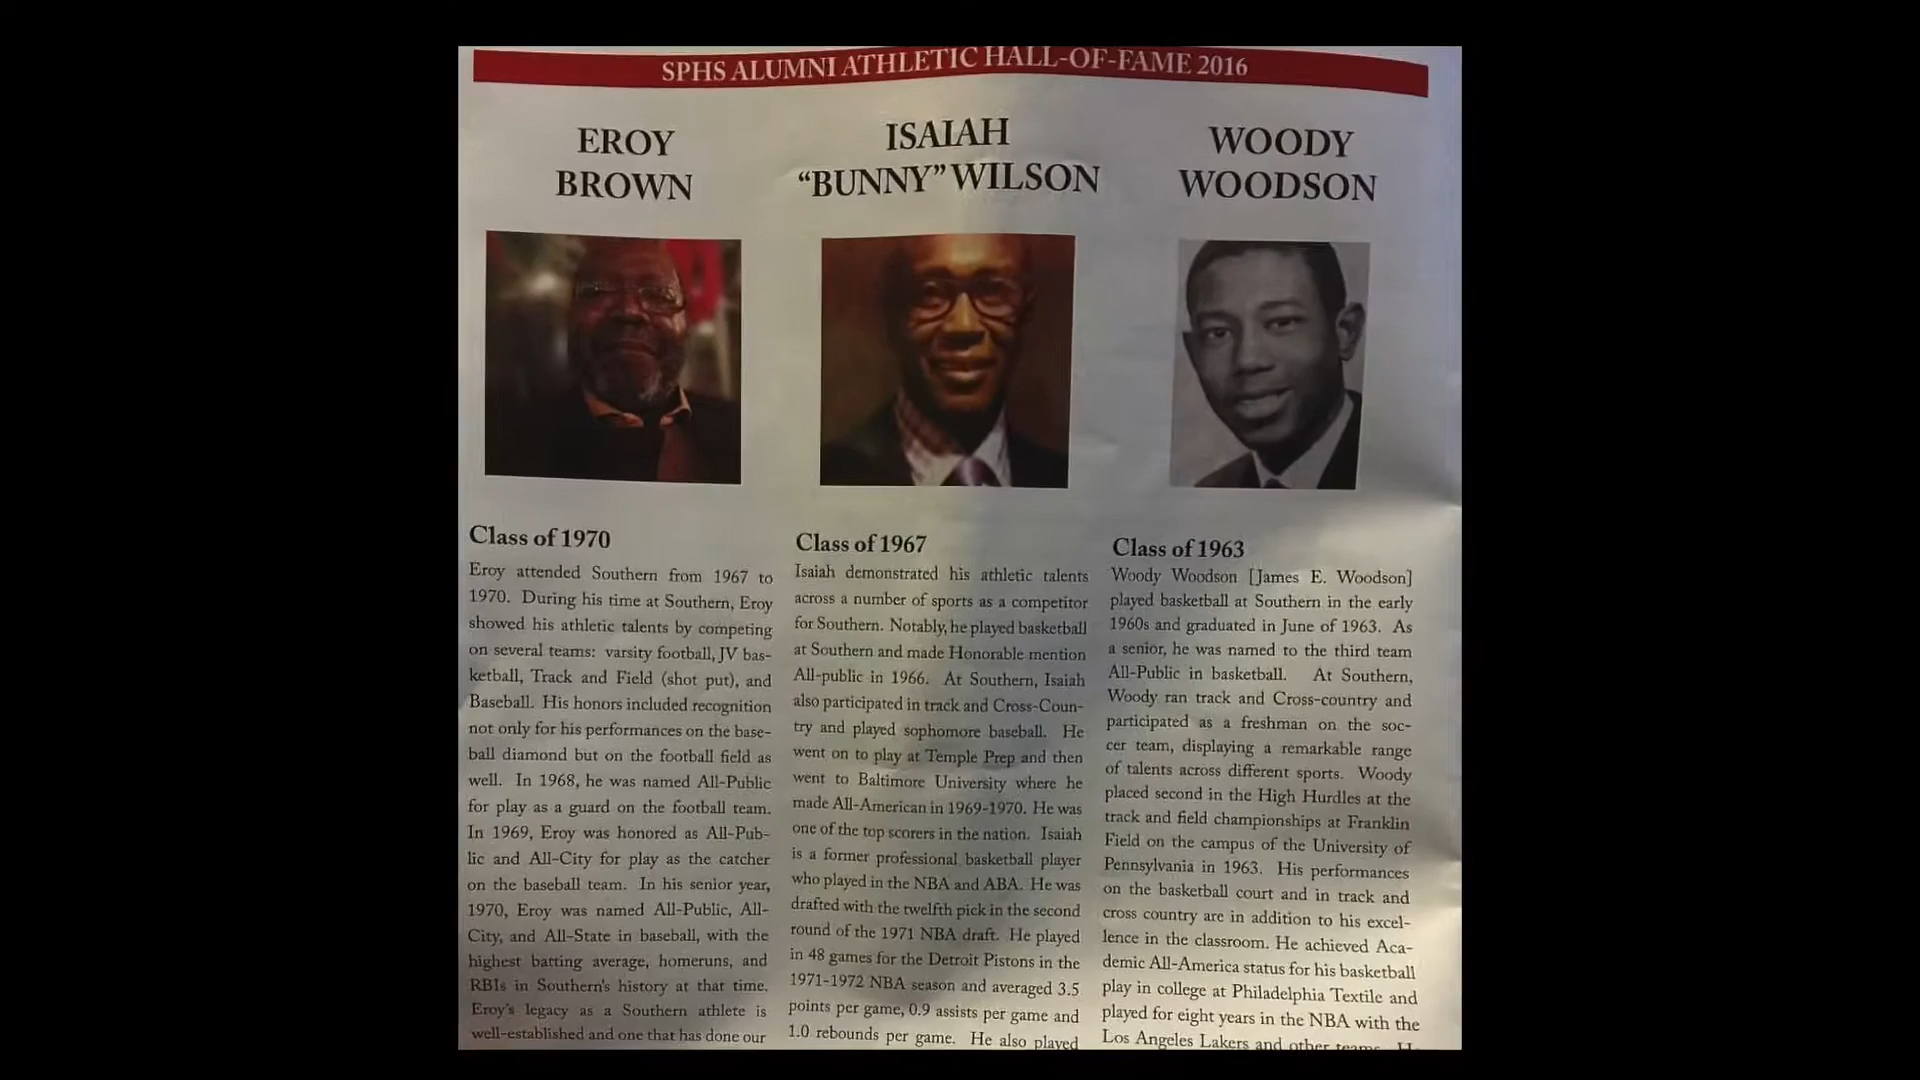 SPHS ALUMNI ATHLETIC HALL-OF-FAME 2016
EROY
BROWN
ISAIAH
“BUNNY” WILSON
WOODY
WOODSON
Class of 1970
Eroy attended Southern from 1967 to
1970. During his time at Southern, Eroy
showed his athletic talents by competing
on several teams: varsity football, JV bas-
ketball, Track and Field (shot put), and
Baseball. His honors included recognition
not only for his performances on the base-
ball diamond but on the football field as
well. In 1968, he was named All-Public
for play as a guard on the football team.
In 1969, Eroy was honored as All-Pub-
lic and All-City for play as the catcher
on the baseball team. In his senior year,
1970, Eroy was named All-Public, All-
City, and All-State in baseball, with the
highest batting average, homeruns, and
RBIs in Southern's history at that time.
Eroy's legacy as a Southern athlete is
well-established and one that has done our
Class of 1967
Isaiah demonstrated his athletic talents
across a number of sports as a competitor
for Southern. Notably, he played basketball
at Southern and made Honorable mention
All-public in 1966. At Southern, Isaiah
also participated in track and Cross-Coun-
try and played sophomore baseball. He
went on to play at Temple Prep and then
went to Baltimore University where he
made All-American in 1969-1970. He was
one of the top scorers in the nation. Isaiah
is a former professional basketball player
who played in the NBA and ABA. He was
drafted with the twelfth pick in the second
round of the 1971 NBA draft. He played
in 48 games for the Detroit Pistons in the
1971-1972 NBA season and averaged 3.5
points per game, 0.9 assists per game and
1.0 rebounds per game. He also played
Class of 1963
Woody Woodson [James E. Woodson]
played basketball at Southern in the early
1960s and graduated in June of 1963. As
a senior, he was named to the third team
All-Public in basketball. At Southern,
Woody ran track and Cross-country and
participated as a freshman on the soc-
cer team, displaying a remarkable range
of talents across different sports. Woody
placed second in the High Hurdles at the
track and field championships at Franklin
Field on the campus of the University of
Pennsylvania in 1963. His performances
on the basketball court and in track and
cross country are in addition to his excel-
lence in the classroom. He achieved Aca-
demic All-America status for his basketball
play in college at Philadelphia Textile and
played for eight years in the NBA with the
Los Angeles Lakers and other teams. H